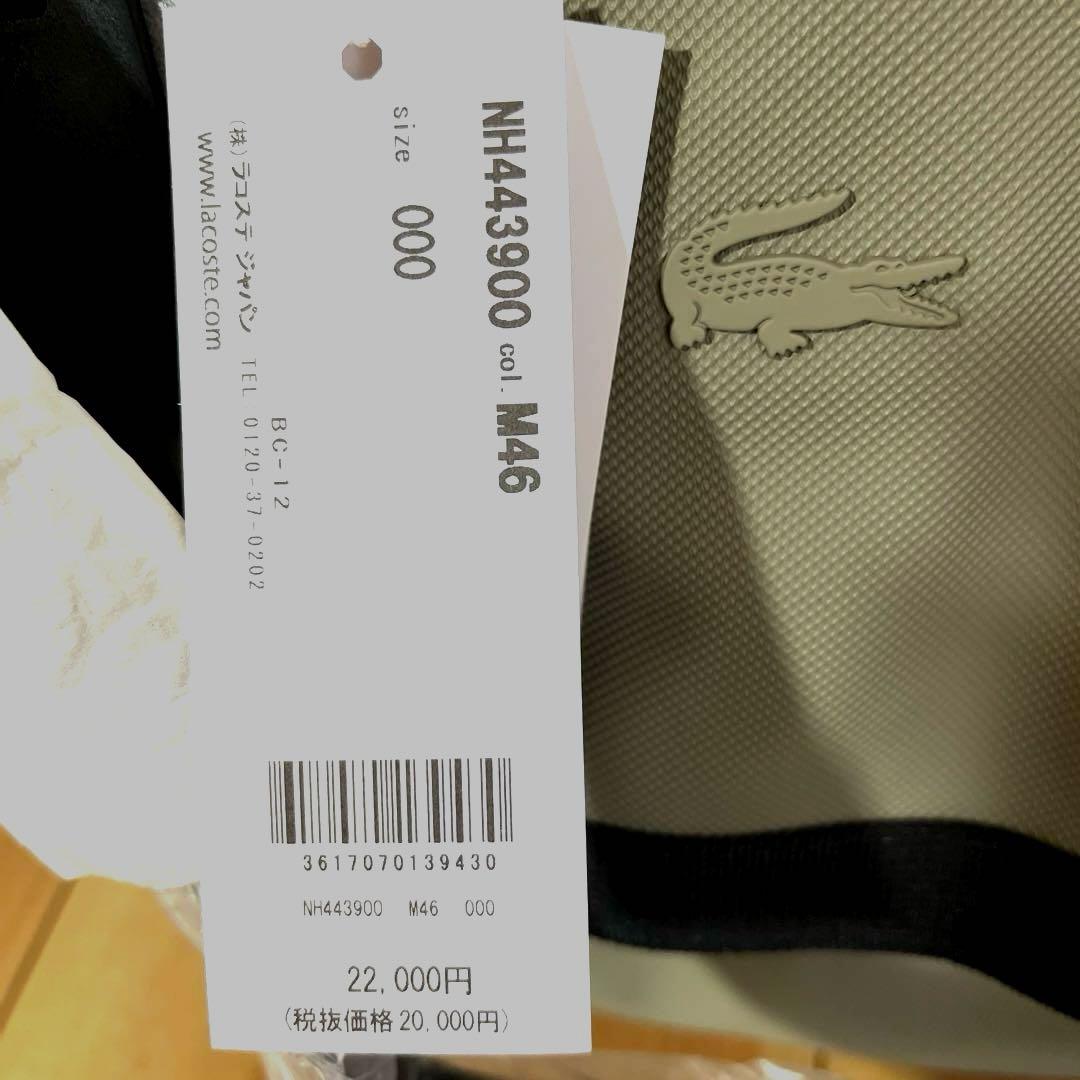 NH443900 col. M46
size 000
BC-12
(株)ラコステ ジャパン TEL 0120-37-0202
www.lacoste.com
3617070139430
NH443900 M46 000
22,000円
(税抜価格20,000円)